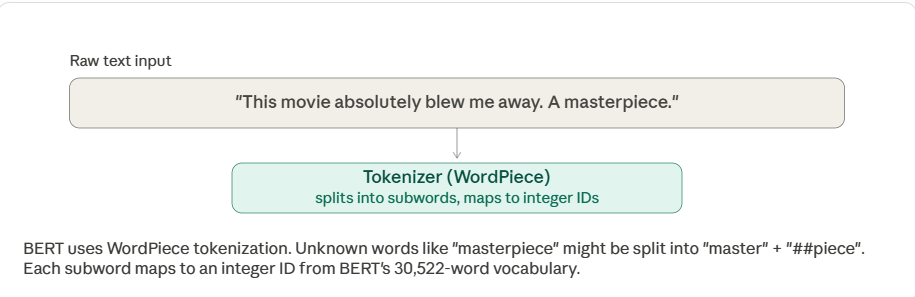 Raw text input
"This movie absolutely blew me away. A masterpiece."
Tokenizer (WordPiece)
splits into subwords, maps to integer IDs
BERT uses WordPiece tokenization. Unknown words like "masterpiece" might be split into "master" + "##piece".
Each subword maps to an integer ID from BERT's 30,522-word vocabulary.